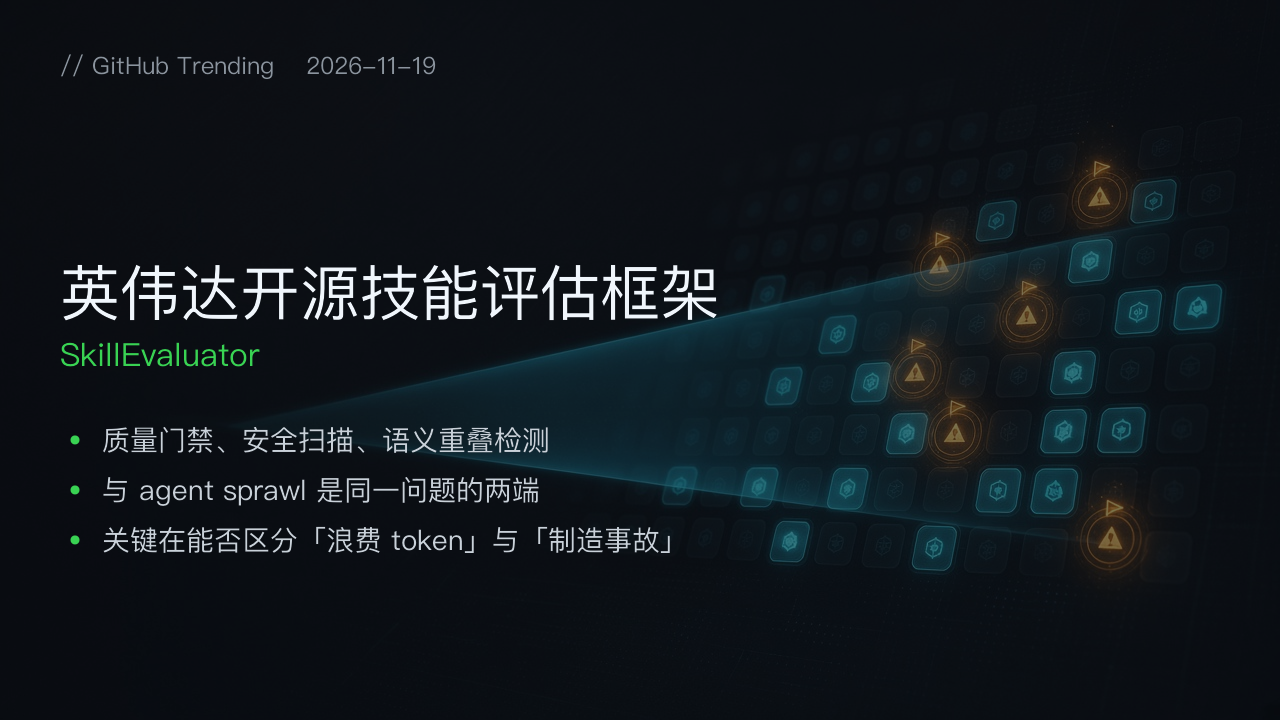 // GitHub Trending 2026-11-19
英伟达开源技能评估框架
SkillEvaluator
• 质量门禁、安全扫描、语义重叠检测
• 与 agent sprawl 是同一问题的两端
• 关键在能否区分「浪费 token」与「制造事故」